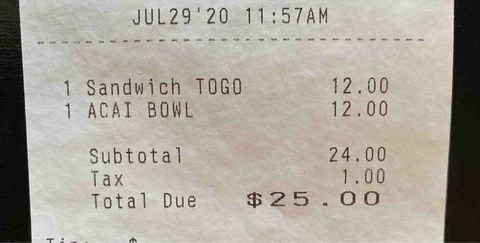 JUL29'20 11:57AM
1 Sandwich TOGO 12.00
1 ACAI BOWL 12.00
Subtotal 24.00
Tax 1.00
Total Due $25.00